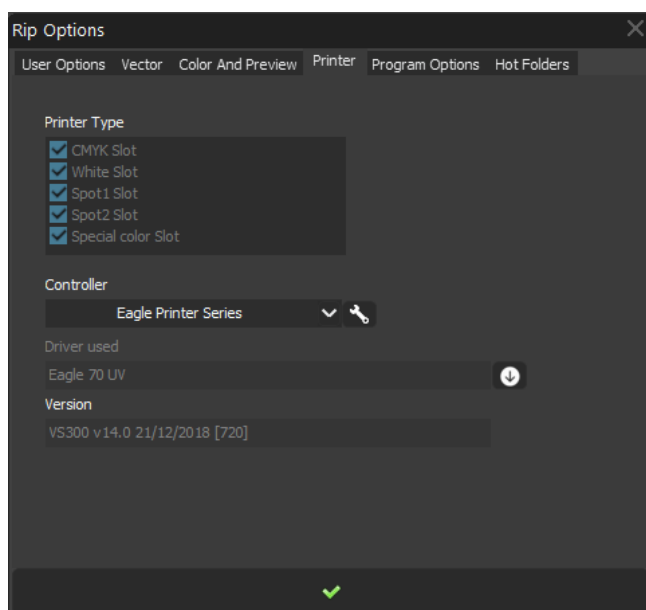 Rip Options
User Options Vector Color And Preview Printer Program Options Hot Folders
Printer Type
CMYK Slot
White Slot
Spot1 Slot
Spot2 Slot
Special color Slot
Controller
Eagle Printer Series
Driver used
Eagle 70 UV
Version
VS300 v14.0 21/12/2018 [720]